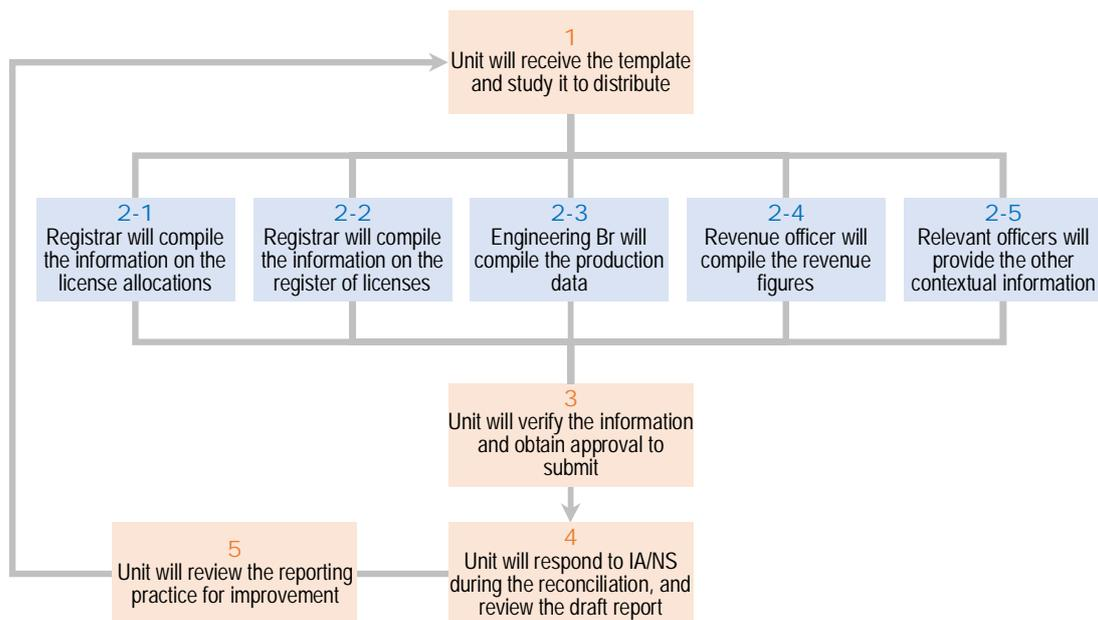 1
Unit will receive the template
and study it to distribute
2-1
Registrar will compile
the information on the
license allocations
2-2
Registrar will compile
the information on the
register of licenses
2-3
Engineering Br will
compile the production
data
2-4
Revenue officer will
compile the revenue
figures
2-5
Relevant officers will
provide the other
contextual information
3
Unit will verify the information
and obtain approval to
submit
4
Unit will respond to IA/NS
during the reconciliation, and
review the draft report
5
Unit will review the reporting
practice for improvement